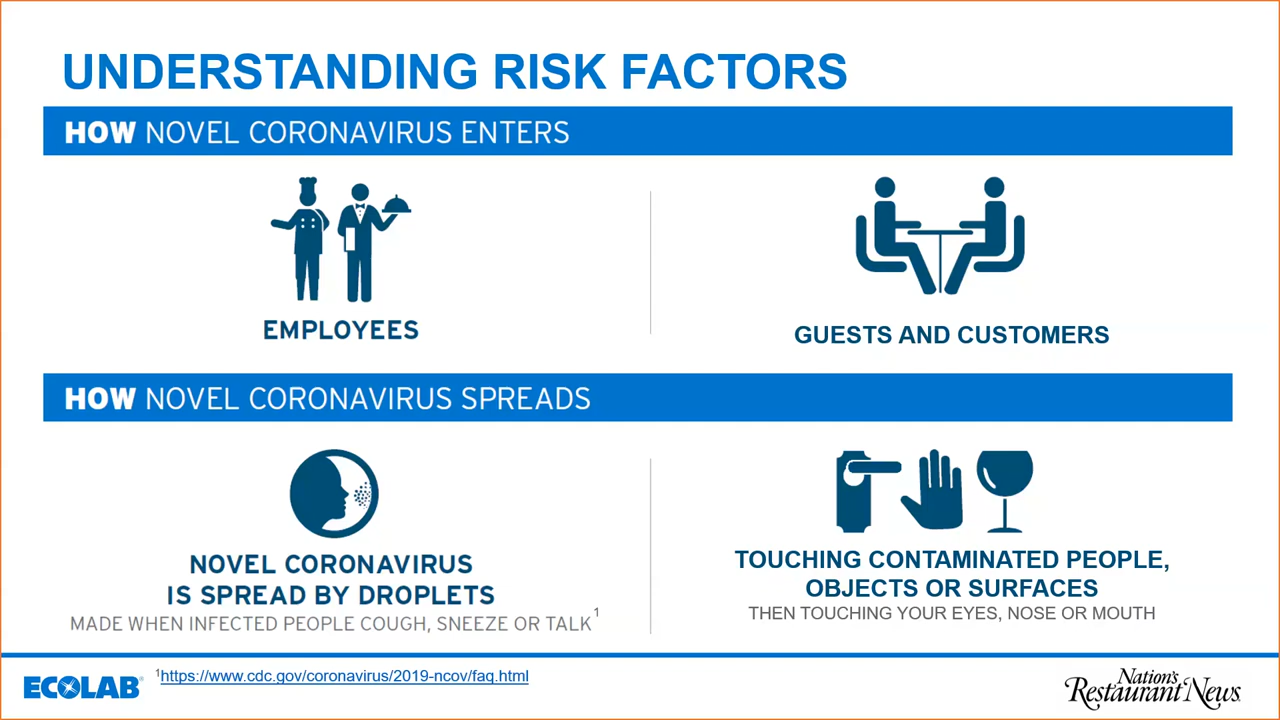 UNDERSTANDING RISK FACTORS
HOW NOVEL CORONAVIRUS ENTERS
EMPLOYEES
GUESTS AND CUSTOMERS
HOW NOVEL CORONAVIRUS SPREADS
NOVEL CORONAVIRUS
IS SPREAD BY DROPLETS
MADE WHEN INFECTED PEOPLE COUGH, SNEEZE OR TALK1
TOUCHING CONTAMINATED PEOPLE,
OBJECTS OR SURFACES
THEN TOUCHING YOUR EYES, NOSE OR MOUTH
ECOLAB®
1https://www.cdc.gov/coronavirus/2019-ncov/faq.html
Nation's
Restaurant News